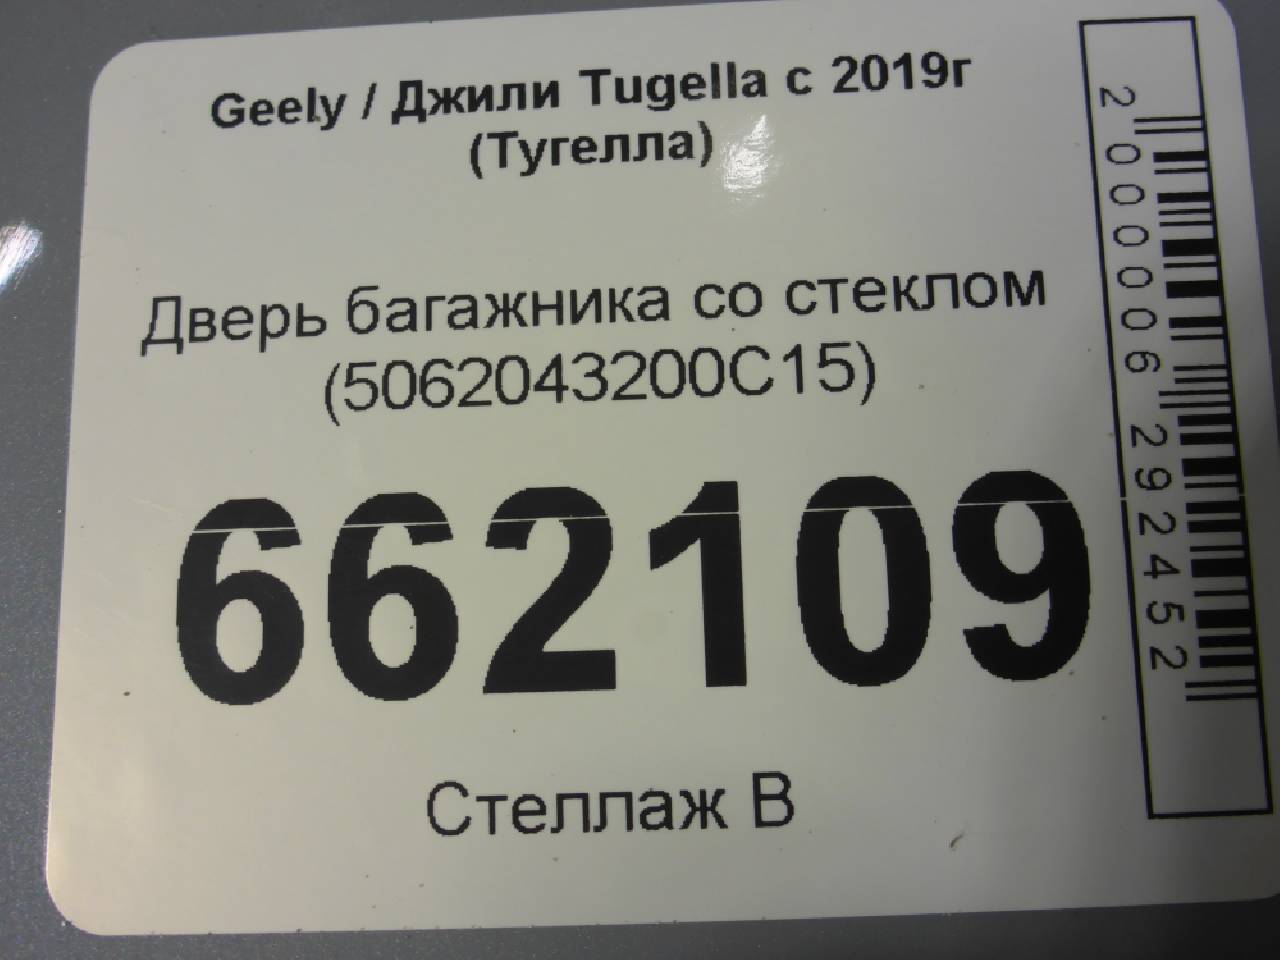 Geely / Джили Tugella с 2019г
(Тугелла)
Дверь багажника со стеклом
(5062043200C15)
662109
Стеллаж В
2000006292452